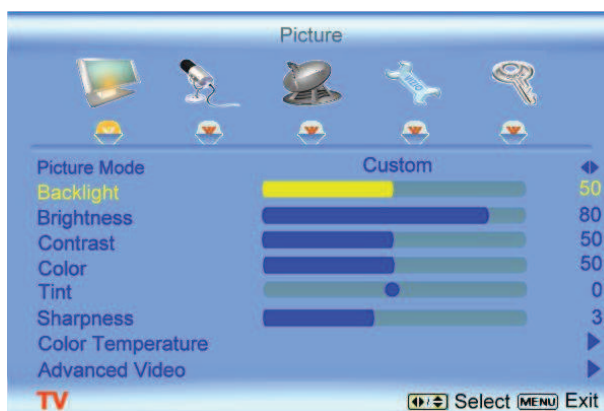 Picture
Picture Mode Custom
Backlight 50
Brightness 80
Contrast 50
Color 50
Tint 0
Sharpness 3
Color Temperature
Advanced Video
TV Select MENU Exit